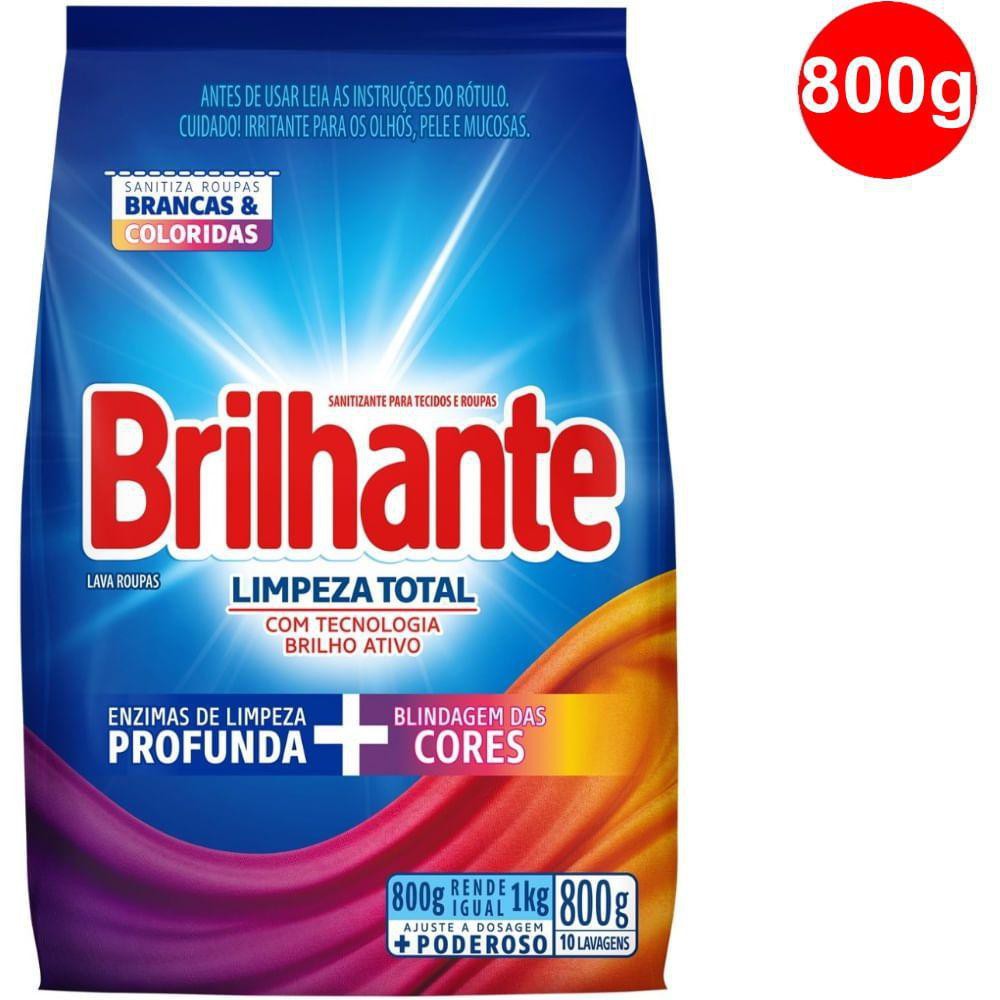 800g
ANTES DE USAR LEIA AS INSTRUÇÕES DO RÓTULO.
CUIDADO! IRRITANTE PARA OS OLHOS, PELE E MUCOSAS.
SANITIZA ROUPAS
BRANCAS &
COLORIDAS
SANITIZANTE PARA TECIDOS E ROUPAS
Brilhante
LAVA ROUPAS
LIMPEZA TOTAL
COM TECNOLOGIA
BRILHO ATIVO
ENZIMAS DE LIMPEZA
PROFUNDA
+
BLINDAGEM DAS
CORES
800g RENDE IGUAL 1kg
AJUSTE A DOSAGEM
+ PODEROSO
800g
10 LAVAGENS